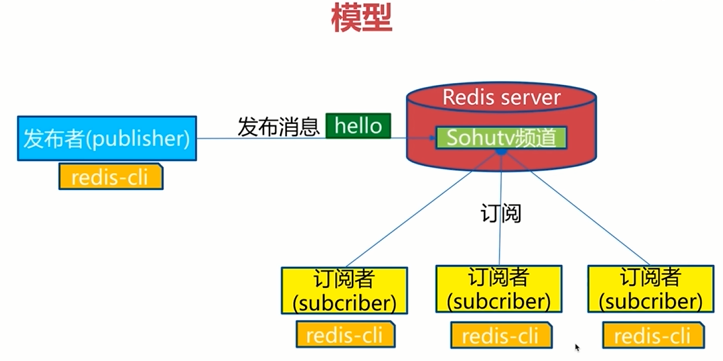 模型
Redis server
发布者(publisher)
发布消息
hello
Sohutv频道
redis-cli
订阅
订阅者
(subcriber)
订阅者
(subcriber)
订阅者
(subcriber)
redis-cli
redis-cli
redis-cli